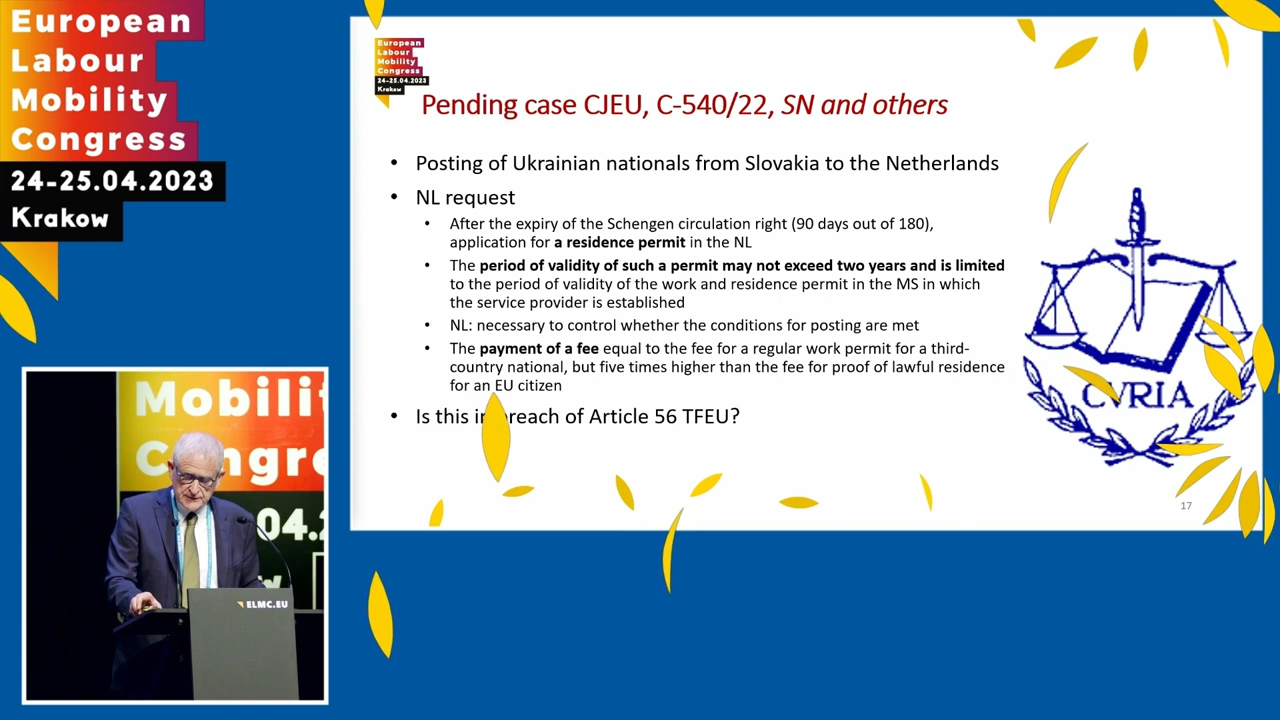 European
Labour
Mobility
Congress
24-25.04.2023
Krakow
European
Labour
Mobility
Congress
24-25.04.2023
Krakow
Pending case CJEU, C-540/22, SN and others
• Posting of Ukrainian nationals from Slovakia to the Netherlands
• NL request
• After the expiry of the Schengen circulation right (90 days out of 180),
application for a residence permit in the NL
• The period of validity of such a permit may not exceed two years and is limited
to the period of validity of the work and residence permit in the MS in which
the service provider is established
• NL: necessary to control whether the conditions for posting are met
• The payment of a fee equal to the fee for a regular work permit for a third-
country national, but five times higher than the fee for proof of lawful residence
for an EU citizen
• Is this in breach of Article 56 TFEU?
CVRIA
17
Mobilit
Congre
04.2
ELMC.EU